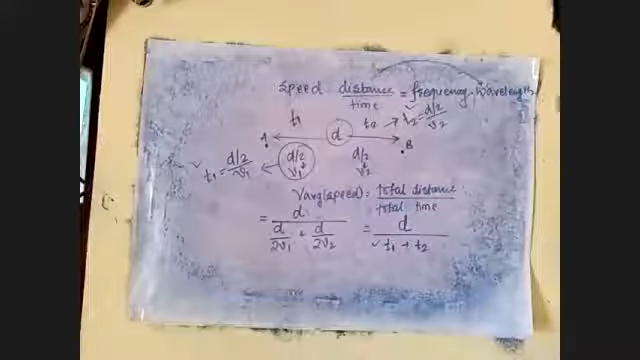 speed distance/time = frequency. wavelength
t₁ t₂ → t₂ = d/2/v₂
A d B
t₁ = d/2/v₁ d/2 v₁ d/2 v₂
Vavg(speed) = total distance/total time
= d/(d/2v₁ + d/2v₂) = d/(t₁ + t₂)